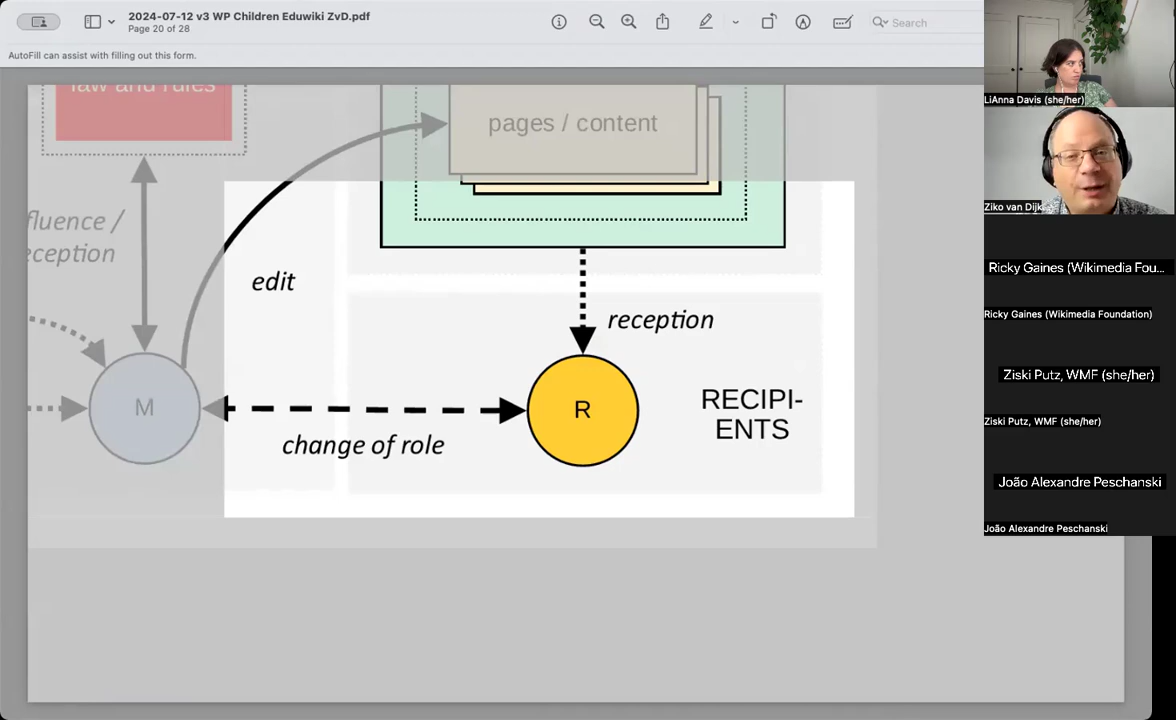 2024-07-12 v3 WP Children Eduwiki ZvD.pdf
Page 20 of 28
Search
AutoFill can assist with filling out this form.
law and rules
pages / content
fluence /
eception
edit
reception
M
R
RECIPI-
ENTS
change of role
LiAnna Davis (she/her)
Ziko van Dijk
Ricky Gaines (Wikimedia Fou...
Ricky Gaines (Wikimedia Foundation)
Ziski Putz, WMF (she/her)
Ziski Putz, WMF (she/her)
João Alexandre Peschanski
João Alexandre Peschanski